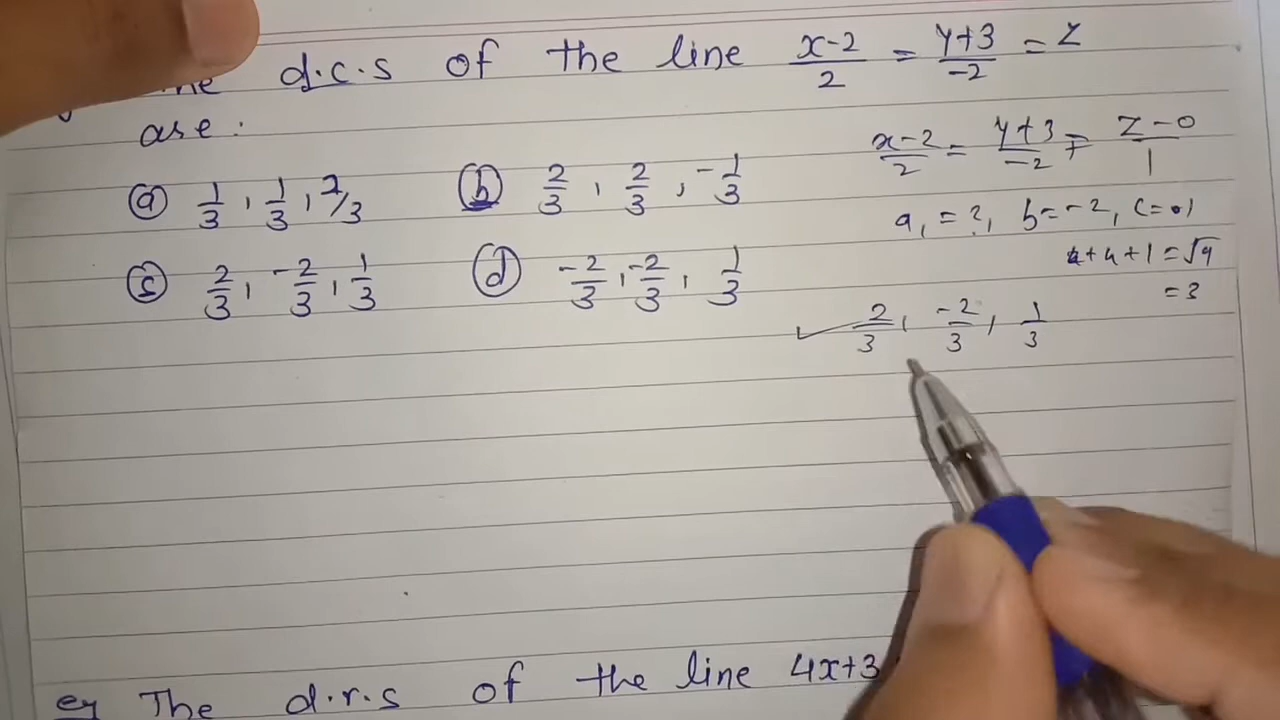 d.c.s of the line x-2/2 = y+3/-2 = z
are :
(a) 1/3, 1/3, 2/3 (b) 2/3, 2/3, -1/3
(c) 2/3, -2/3, 1/3 (d) -2/3, -2/3, 1/3
x-2/2 = y+3/-2 = z-0/1
a, = 2, b=-2, c=1
4+4+1=√9
=3
✓ 2/3, -2/3, 1/3
eg The d.r.s of the line 4x+3